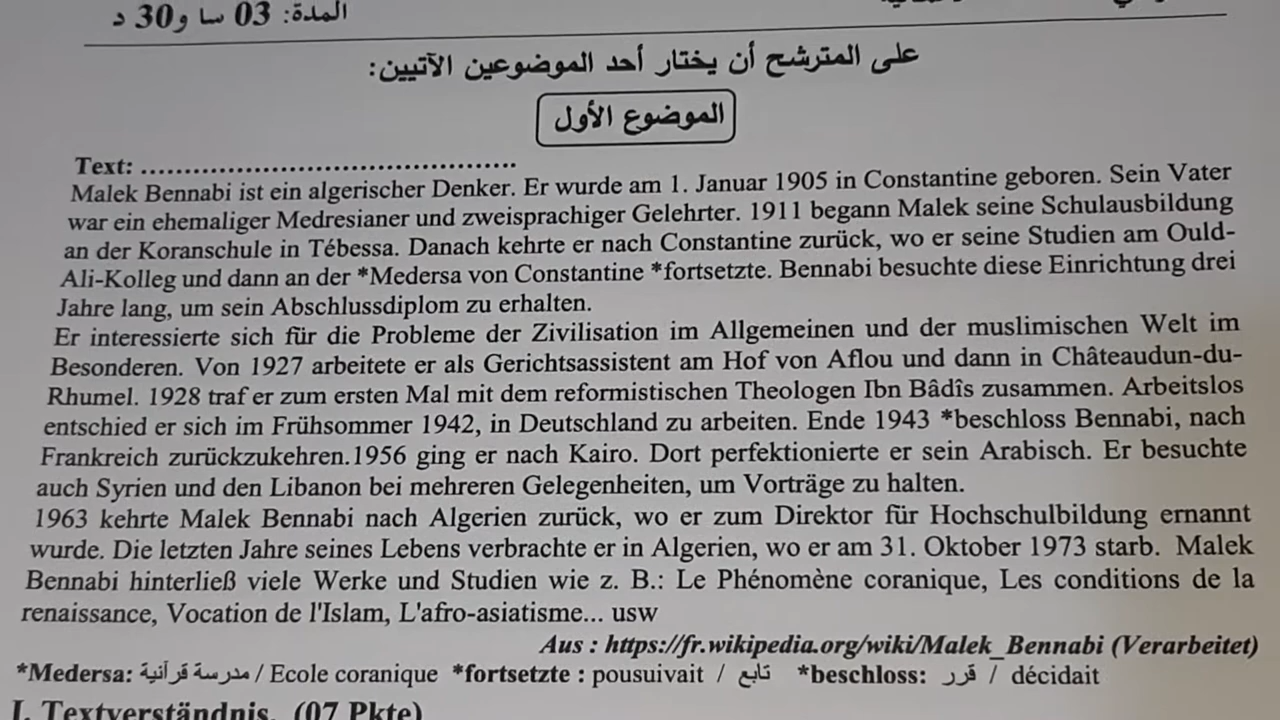 المدة: 03 سا و30 د
على المترشح أن يختار أحد الموضوعين الآتيين:
الموضوع الأول
Text: ..........................................
Malek Bennabi ist ein algerischer Denker. Er wurde am 1. Januar 1905 in Constantine geboren. Sein Vater
war ein ehemaliger Medresianer und zweisprachiger Gelehrter. 1911 begann Malek seine Schulausbildung
an der Koranschule in Tébessa. Danach kehrte er nach Constantine zurück, wo er seine Studien am Ould-
Ali-Kolleg und dann an der *Medersa von Constantine *fortsetzte. Bennabi besuchte diese Einrichtung drei
Jahre lang, um sein Abschlussdiplom zu erhalten.
Er interessierte sich für die Probleme der Zivilisation im Allgemeinen und der muslimischen Welt im
Besonderen. Von 1927 arbeitete er als Gerichtsassistent am Hof von Aflou und dann in Châteaudun-du-
Rhumel. 1928 traf er zum ersten Mal mit dem reformistischen Theologen Ibn Bâdîs zusammen. Arbeitslos
entschied er sich im Frühsommer 1942, in Deutschland zu arbeiten. Ende 1943 *beschloss Bennabi, nach
Frankreich zurückzukehren.1956 ging er nach Kairo. Dort perfektionierte er sein Arabisch. Er besuchte
auch Syrien und den Libanon bei mehreren Gelegenheiten, um Vorträge zu halten.
1963 kehrte Malek Bennabi nach Algerien zurück, wo er zum Direktor für Hochschulbildung ernannt
wurde. Die letzten Jahre seines Lebens verbrachte er in Algerien, wo er am 31. Oktober 1973 starb. Malek
Bennabi hinterließ viele Werke und Studien wie z. B.: Le Phénomène coranique, Les conditions de la
renaissance, Vocation de l'Islam, L'afro-asiatisme... usw
Aus : https://fr.wikipedia.org/wiki/Malek_Bennabi (Verarbeitet)
*Medersa: مدرسة قرآنية / Ecole coranique *fortsetzte : pousuivait / تابع *beschloss: قرر / décidait
I. Textverständnis. (07 Pkte)